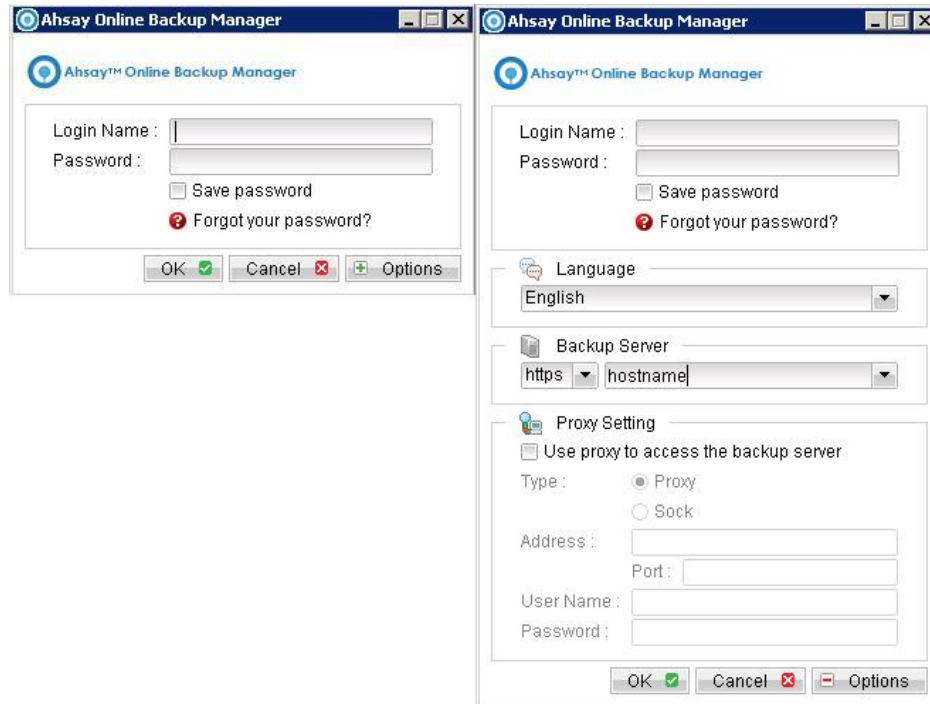 Ahsay Online Backup Manager
Ahsay™ Online Backup Manager
Login Name :
Password :
Save password
Forgot your password?
OK Cancel Options
Ahsay Online Backup Manager
Ahsay™ Online Backup Manager
Login Name :
Password :
Save password
Forgot your password?
Language
English
Backup Server
https hostname
Proxy Setting
Use proxy to access the backup server
Type : Proxy
Sock
Address :
Port :
User Name :
Password :
OK Cancel Options